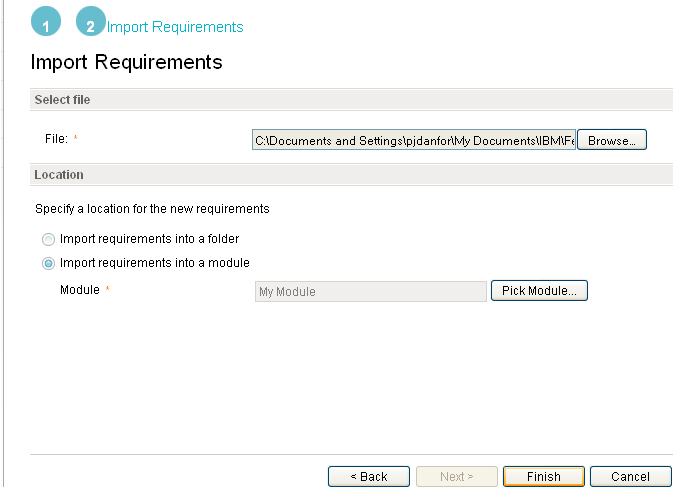 1 2 Import Requirements
Import Requirements
Select file
File: * C:\Documents and Settings\pjdanfor\My Documents\IBM\Fe Browse...
Location
Specify a location for the new requirements
Import requirements into a folder
Import requirements into a module
Module * My Module Pick Module...
< Back Next > Finish Cancel